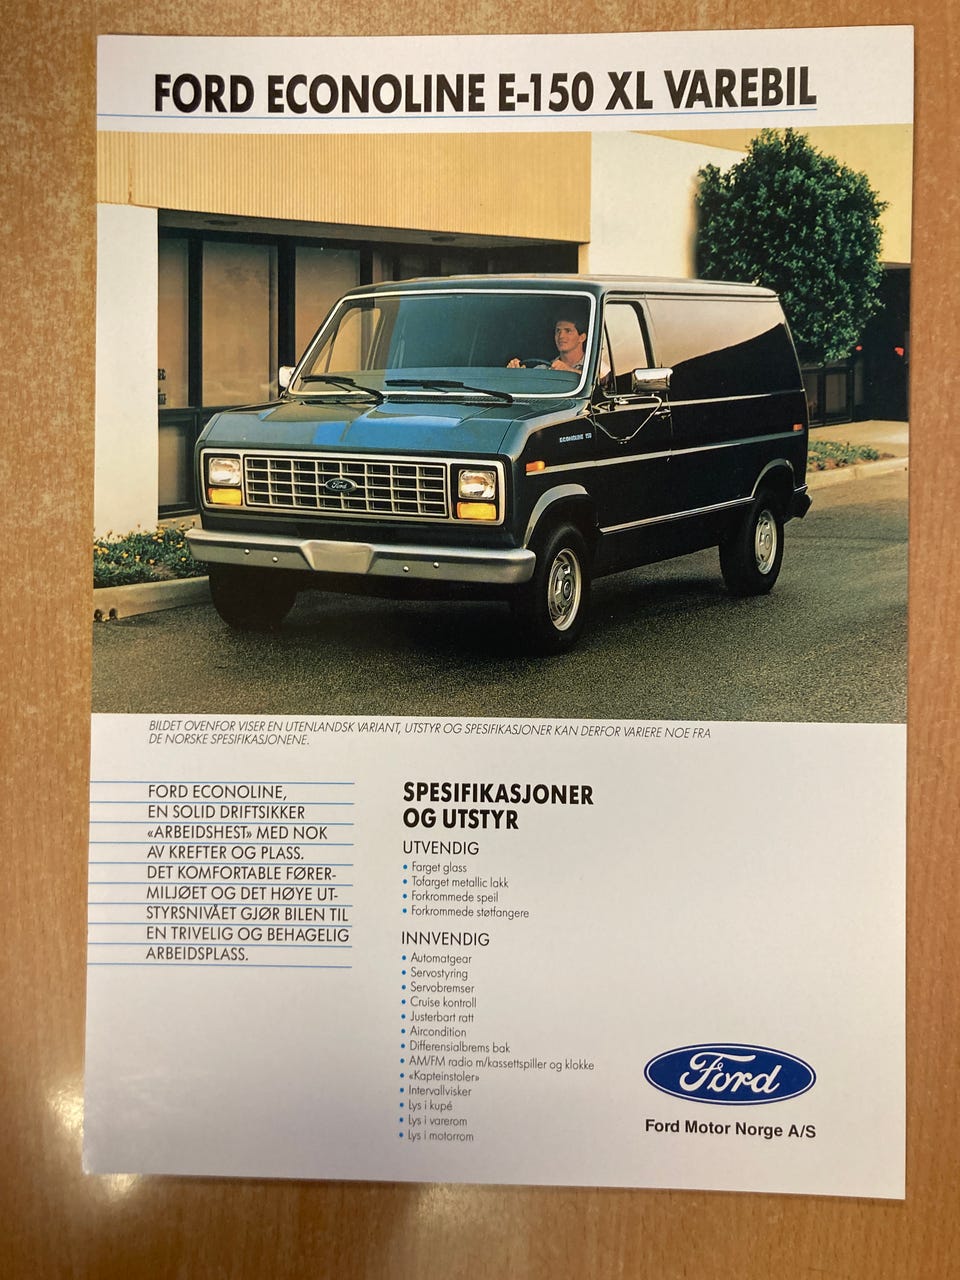 FORD ECONOLINE E-150 XL VAREBIL
ECONOLINE 150
Ford
BILDET OVENFOR VISER EN UTENLANDSK VARIANT, UTSTYR OG SPESIFIKASJONER KAN DERFOR VARIERE NOE FRA
DE NORSKE SPESIFIKASJONENE.
FORD ECONOLINE,
EN SOLID DRIFTSIKKER
«ARBEIDSHEST» MED NOK
AV KREFTER OG PLASS.
DET KOMFORTABLE FØRER-
MILJØET OG DET HØYE UT-
STYRSNIVÅET GJØR BILEN TIL
EN TRIVELIG OG BEHAGELIG
ARBEIDSPLASS.
SPESIFIKASJONER
OG UTSTYR
UTVENDIG
• Farget glass
• Tofarget metallic lakk
• Forkrommede speil
• Forkrommede støtfangere
INNVENDIG
• Automatgear
• Servostyring
• Servobremser
• Cruise kontroll
• Justerbart ratt
• Aircondition
• Differensialbrems bak
• AM/FM radio m/kassettspiller og klokke
• «Kapteinstoler»
• Intervallvisker
• Lys i kupé
• Lys i varerom
• Lys i motorrom
Ford
Ford Motor Norge A/S